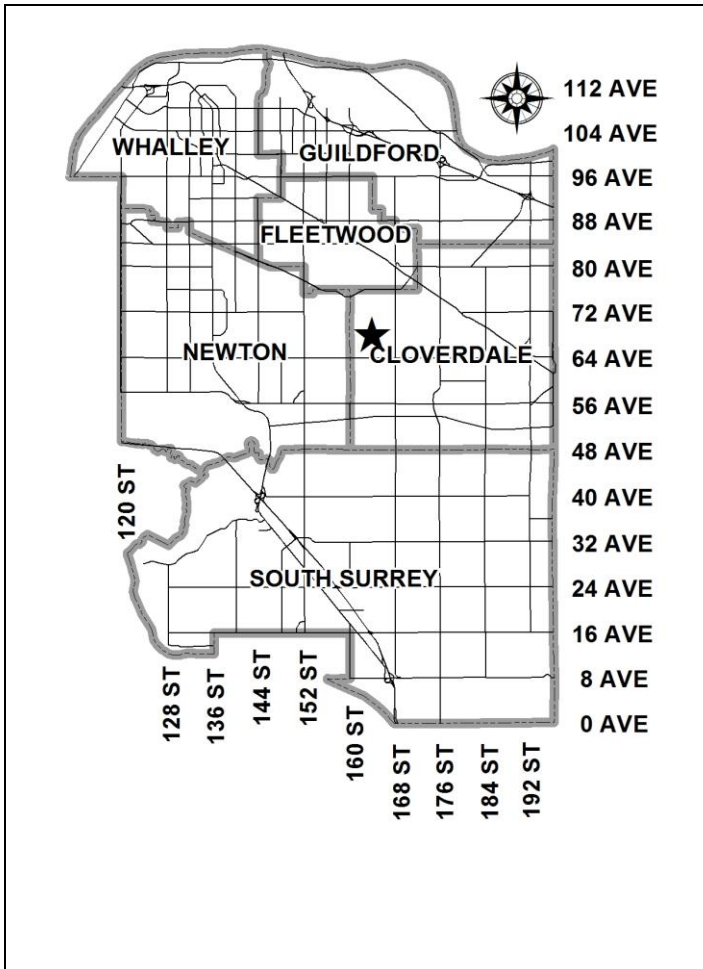 112 AVE
104 AVE
WHALLEY
GUILDFORD
96 AVE
88 AVE
FLEETWOOD
80 AVE
72 AVE
NEWTON
CLOVERDALE
64 AVE
56 AVE
48 AVE
120 ST
40 AVE
32 AVE
SOUTH SURREY
24 AVE
16 AVE
8 AVE
128 ST
136 ST
144 ST
152 ST
160 ST
0 AVE
168 ST
176 ST
184 ST
192 ST